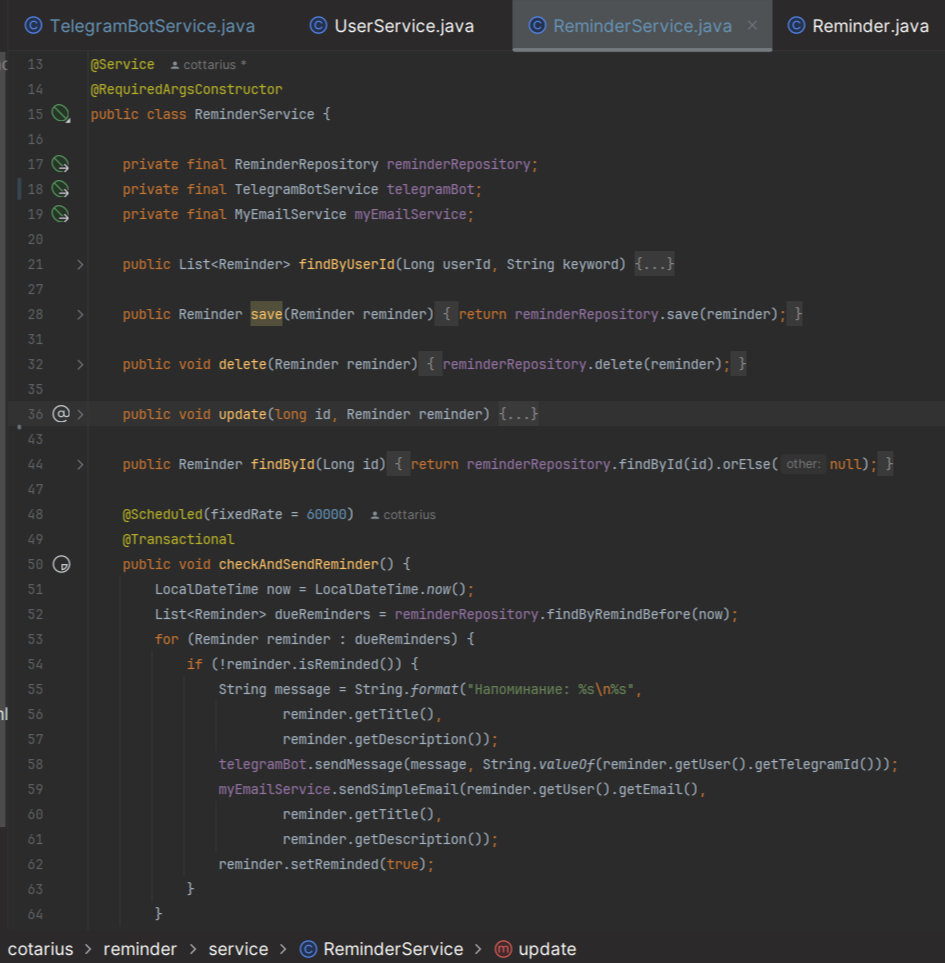 TelegramBotService.java UserService.java ReminderService.java × Reminder.java
13 @Service cottarius *
14 @RequiredArgsConstructor
15 public class ReminderService {
16
17 private final ReminderRepository reminderRepository;
18 private final TelegramBotService telegramBot;
19 private final MyEmailService myEmailService;
20
21 public List<Reminder> findByUserId(Long userId, String keyword) {...}
27
28 public Reminder save(Reminder reminder) { return reminderRepository.save(reminder); }
31
32 public void delete(Reminder reminder) { reminderRepository.delete(reminder); }
35
36 @ public void update(long id, Reminder reminder) {...}
43
44 public Reminder findById(Long id) { return reminderRepository.findById(id).orElse( other: null); }
47
48 @Scheduled(fixedRate = 60000) cottarius
49 @Transactional
50 public void checkAndSendReminder() {
51 LocalDateTime now = LocalDateTime.now();
52 List<Reminder> dueReminders = reminderRepository.findByRemindBefore(now);
53 for (Reminder reminder : dueReminders) {
54 if (!reminder.isReminded()) {
55 String message = String.format("Напоминание: %s\n%s",
56 reminder.getTitle(),
57 reminder.getDescription());
58 telegramBot.sendMessage(message, String.valueOf(reminder.getUser().getTelegramId()));
59 myEmailService.sendSimpleEmail(reminder.getUser().getEmail(),
60 reminder.getTitle(),
61 reminder.getDescription());
62 reminder.setReminded(true);
63 }
64 }
cotarius > reminder > service > ReminderService > update